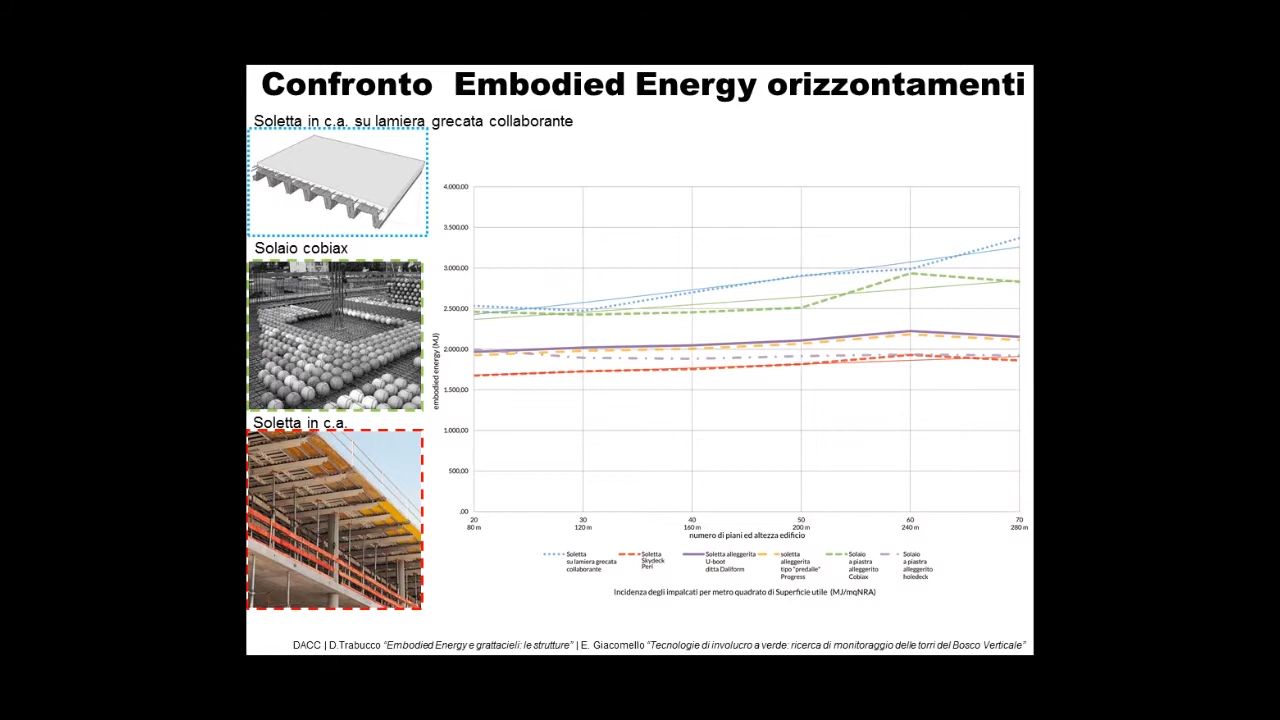 Confronto Embodied Energy orizzontamenti
Soletta in c.a. su lamiera grecata collaborante
Solaio cobiax
Soletta in c.a.
4.000,00
3.500,00
3.000,00
2.500,00
2.000,00
1.500,00
1.000,00
500,00
,00
embodied energy (MJ)
20 30 40 50 60 70
80 m 120 m 160 m 200 m 240 m 280 m
numero di piani ed altezza edificio
Soletta
su lamiera grecata
collaborante
Soletta
Skydeck
Peri
Soletta alleggerita
U-boot
ditta Daliform
soletta
alleggerita
tipo "predalle"
Progress
Solaio
a piastra
alleggerito
Cobiax
Solaio
a piastra
alleggerito
holedeck
Incidenza degli impalcati per metro quadrato di Superficie utile (MJ/mqNRA)
DACC | D.Trabucco "Embodied Energy e grattacieli: le strutture" | E. Giacomello "Tecnologie di involucro a verde: ricerca di monitoraggio delle torri del Bosco Verticale"